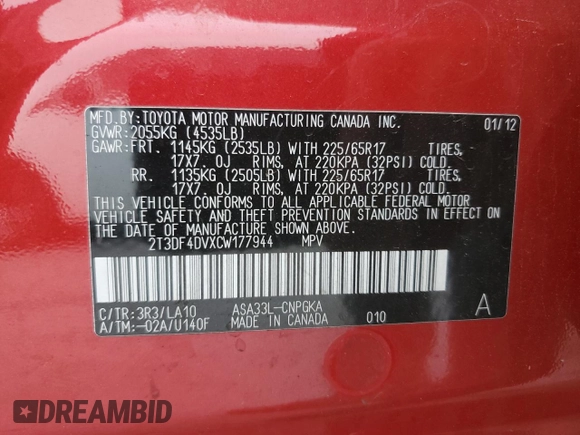 MFD.BY:TOYOTA MOTOR MANUFACTURING CANADA INC. 01/12
GVWR:2055KG (4535LB)
GAWR:FRT. 1145KG (2535LB) WITH 225/65R17 TIRES,
17X7. 0J RIMS, AT 220KPA (32PSI) COLD.
RR. 1135KG (2505LB) WITH 225/65R17 TIRES,
17X7. 0J RIMS, AT 220KPA (32PSI) COLD.
THIS VEHICLE CONFORMS TO ALL APPLICABLE FEDERAL MOTOR
VEHICLE SAFETY AND THEFT PREVENTION STANDARDS IN EFFECT ON
THE DATE OF MANUFACTURE SHOWN ABOVE.
2T3DF4DVXCW177944 MPV
C/TR:3R3/LA10 ASA33L-CNPGKA A
A/TM:-02A/U140F MADE IN CANADA 010
DREAMBID